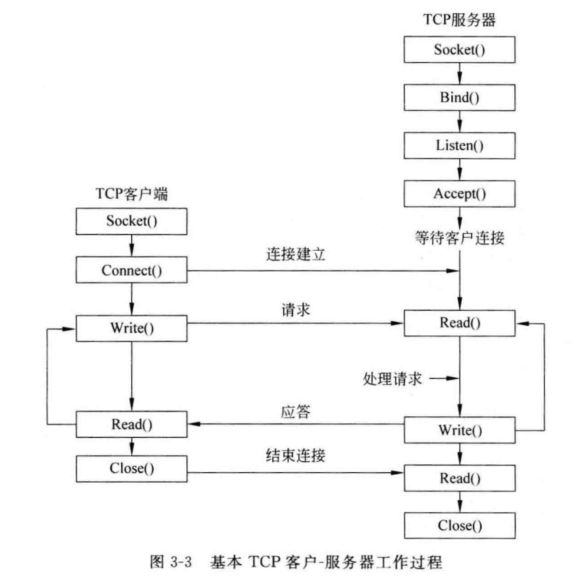 TCP服务器
Socket()
Bind()
Listen()
Accept()
等待客户连接
TCP客户端
Socket()
Connect()
连接建立
Write()
请求
Read()
处理请求
Read()
应答
Write()
Close()
结束连接
Read()
Close()
图 3-3 基本 TCP 客户-服务器工作过程